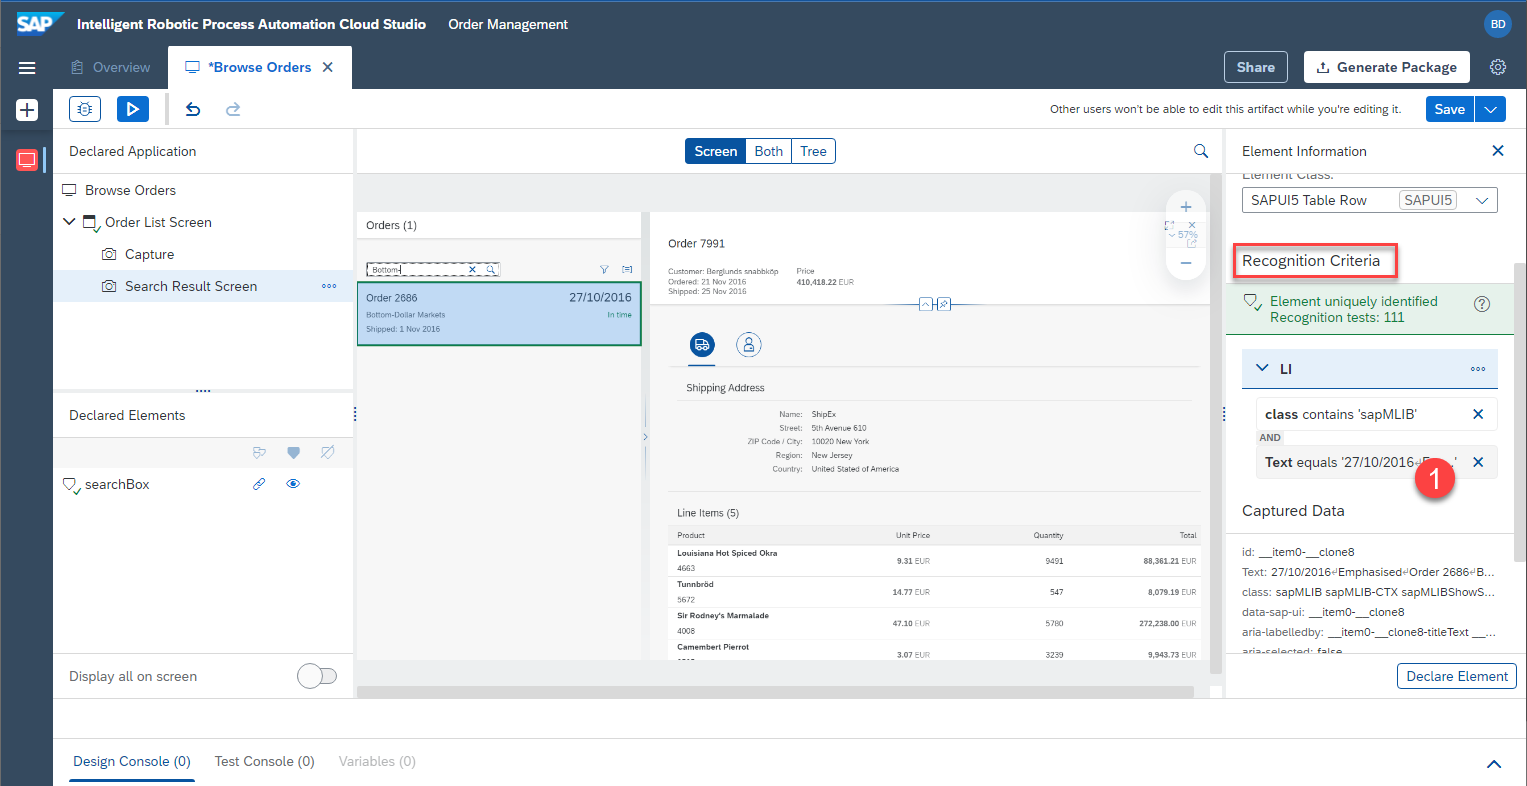 SAP Intelligent Robotic Process Automation Cloud Studio Order Management BD
Overview *Browse Orders Share Generate Package
Other users won't be able to edit this artifact while you're editing it. Save
Declared Application
Browse Orders
Order List Screen
Capture
Search Result Screen
Declared Elements
searchBox
Display all on screen
Screen Both Tree
Orders (1)
Bottom-
Order 2686 27/10/2016
Bottom-Dollar Markets In time
Shipped: 1 Nov 2016
57%
Order 7991
Customer: Berglunds snabbköp Price
Ordered: 21 Nov 2016 410,418.22 EUR
Shipped: 25 Nov 2016
Shipping Address
Name: ShipEx
Street: 5th Avenue 610
ZIP Code / City: 10020 New York
Region: New Jersey
Country: United Stated of America
Line Items (5)
Product Unit Price Quantity Total
Louisiana Hot Spiced Okra
4663 9.31 EUR 9491 88,361.21 EUR
Tunnbröd
5672 14.77 EUR 547 8,079.19 EUR
Sir Rodney's Marmalade
4008 47.10 EUR 5780 272,238.00 EUR
Camembert Pierrot
3.07 EUR 3239 9,943.73 EUR
Element Information
Element Class:
SAPUI5 Table Row SAPUI5
Recognition Criteria
Element uniquely identified
Recognition tests: 111
LI
class contains 'sapMLIB'
AND
Text equals '27/10/2016↵E...'
1
Captured Data
id: __item0-__clone8
Text: 27/10/2016↵Emphasised↵Order 2686↵B...
class: sapMLIB sapMLIB-CTX sapMLIBShowS...
data-sap-ui: __item0-__clone8
aria-labelledby: __item0-__clone8-titleText __...
aria-selected: false
Declare Element
Design Console (0) Test Console (0) Variables (0)